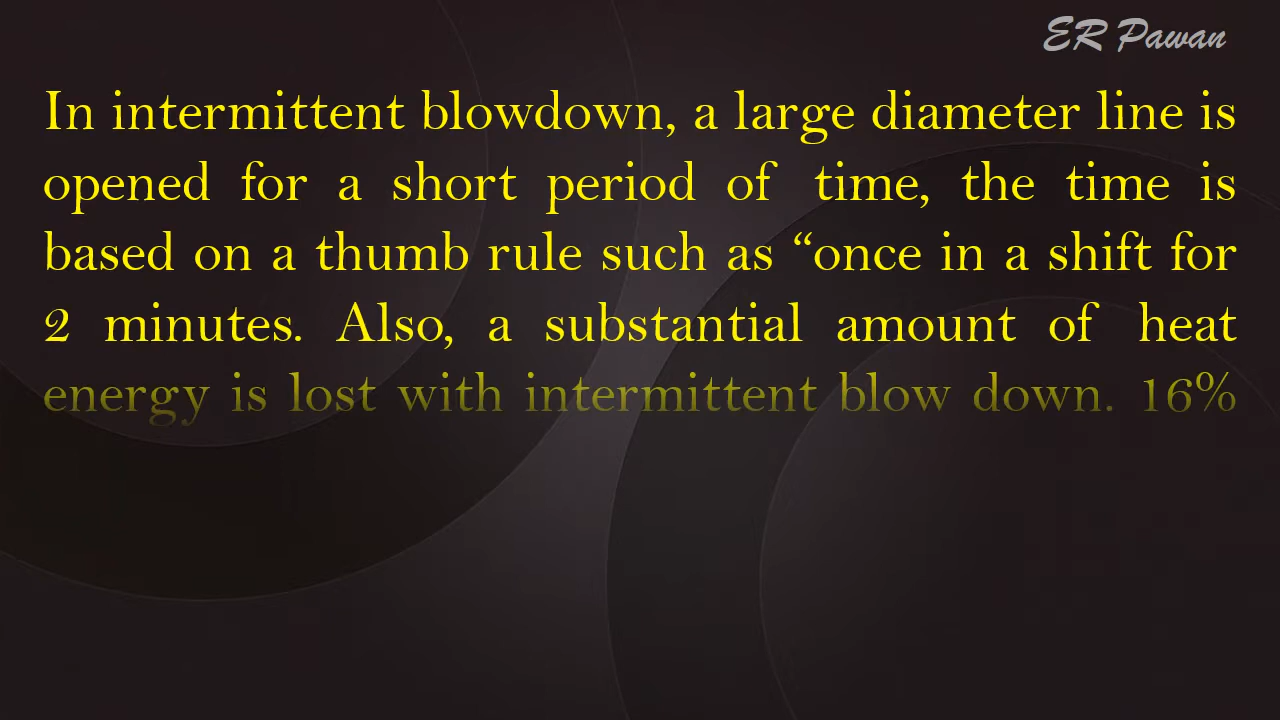 ER Pawan
In intermittent blowdown, a large diameter line is
opened for a short period of time, the time is
based on a thumb rule such as “once in a shift for
2 minutes. Also, a substantial amount of heat
energy is lost with intermittent blow down. 16%